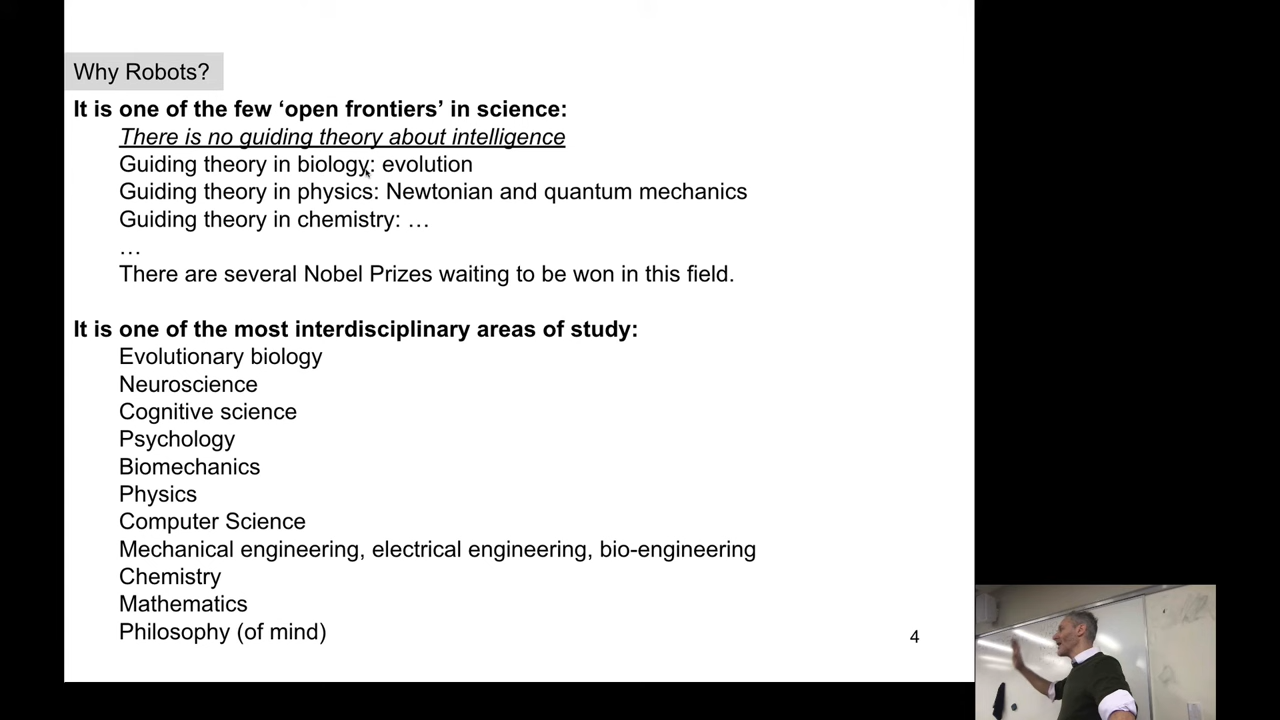 Why Robots?
It is one of the few ‘open frontiers’ in science:
There is no guiding theory about intelligence
Guiding theory in biology: evolution
Guiding theory in physics: Newtonian and quantum mechanics
Guiding theory in chemistry: …
…
There are several Nobel Prizes waiting to be won in this field.
It is one of the most interdisciplinary areas of study:
Evolutionary biology
Neuroscience
Cognitive science
Psychology
Biomechanics
Physics
Computer Science
Mechanical engineering, electrical engineering, bio-engineering
Chemistry
Mathematics
Philosophy (of mind)
4